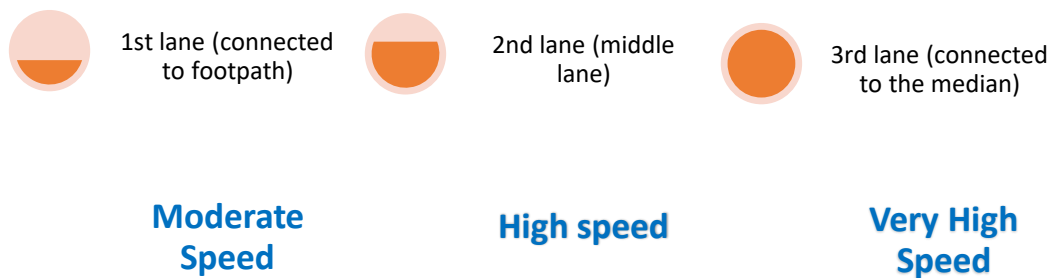 1st lane (connected
to footpath)
2nd lane (middle
lane)
3rd lane (connected
to the median)
Moderate
Speed
High speed
Very High
Speed